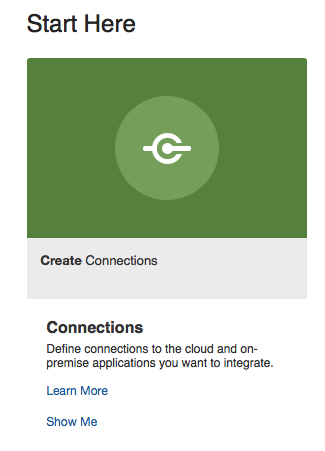 Start Here
Create Connections
Connections
Define connections to the cloud and on-
premise applications you want to integrate.
Learn More
Show Me